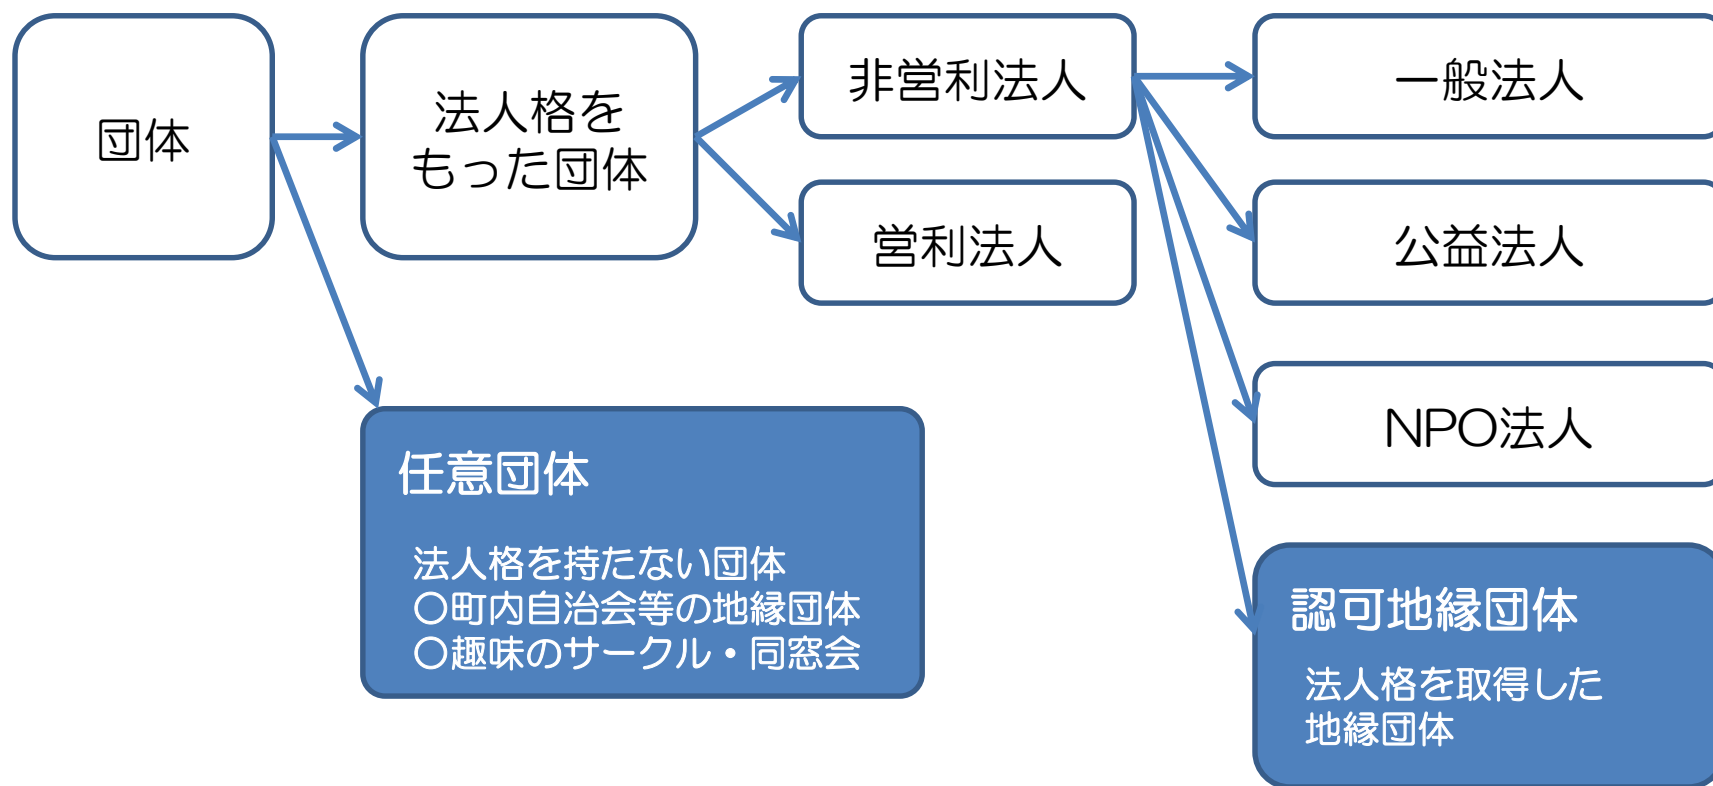 団体
法人格を
もった団体
非営利法人
営利法人
一般法人
公益法人
NPO法人
任意団体
法人格を持たない団体
○町内自治会等の地縁団体
○趣味のサークル・同窓会
認可地縁団体
法人格を取得した
地縁団体